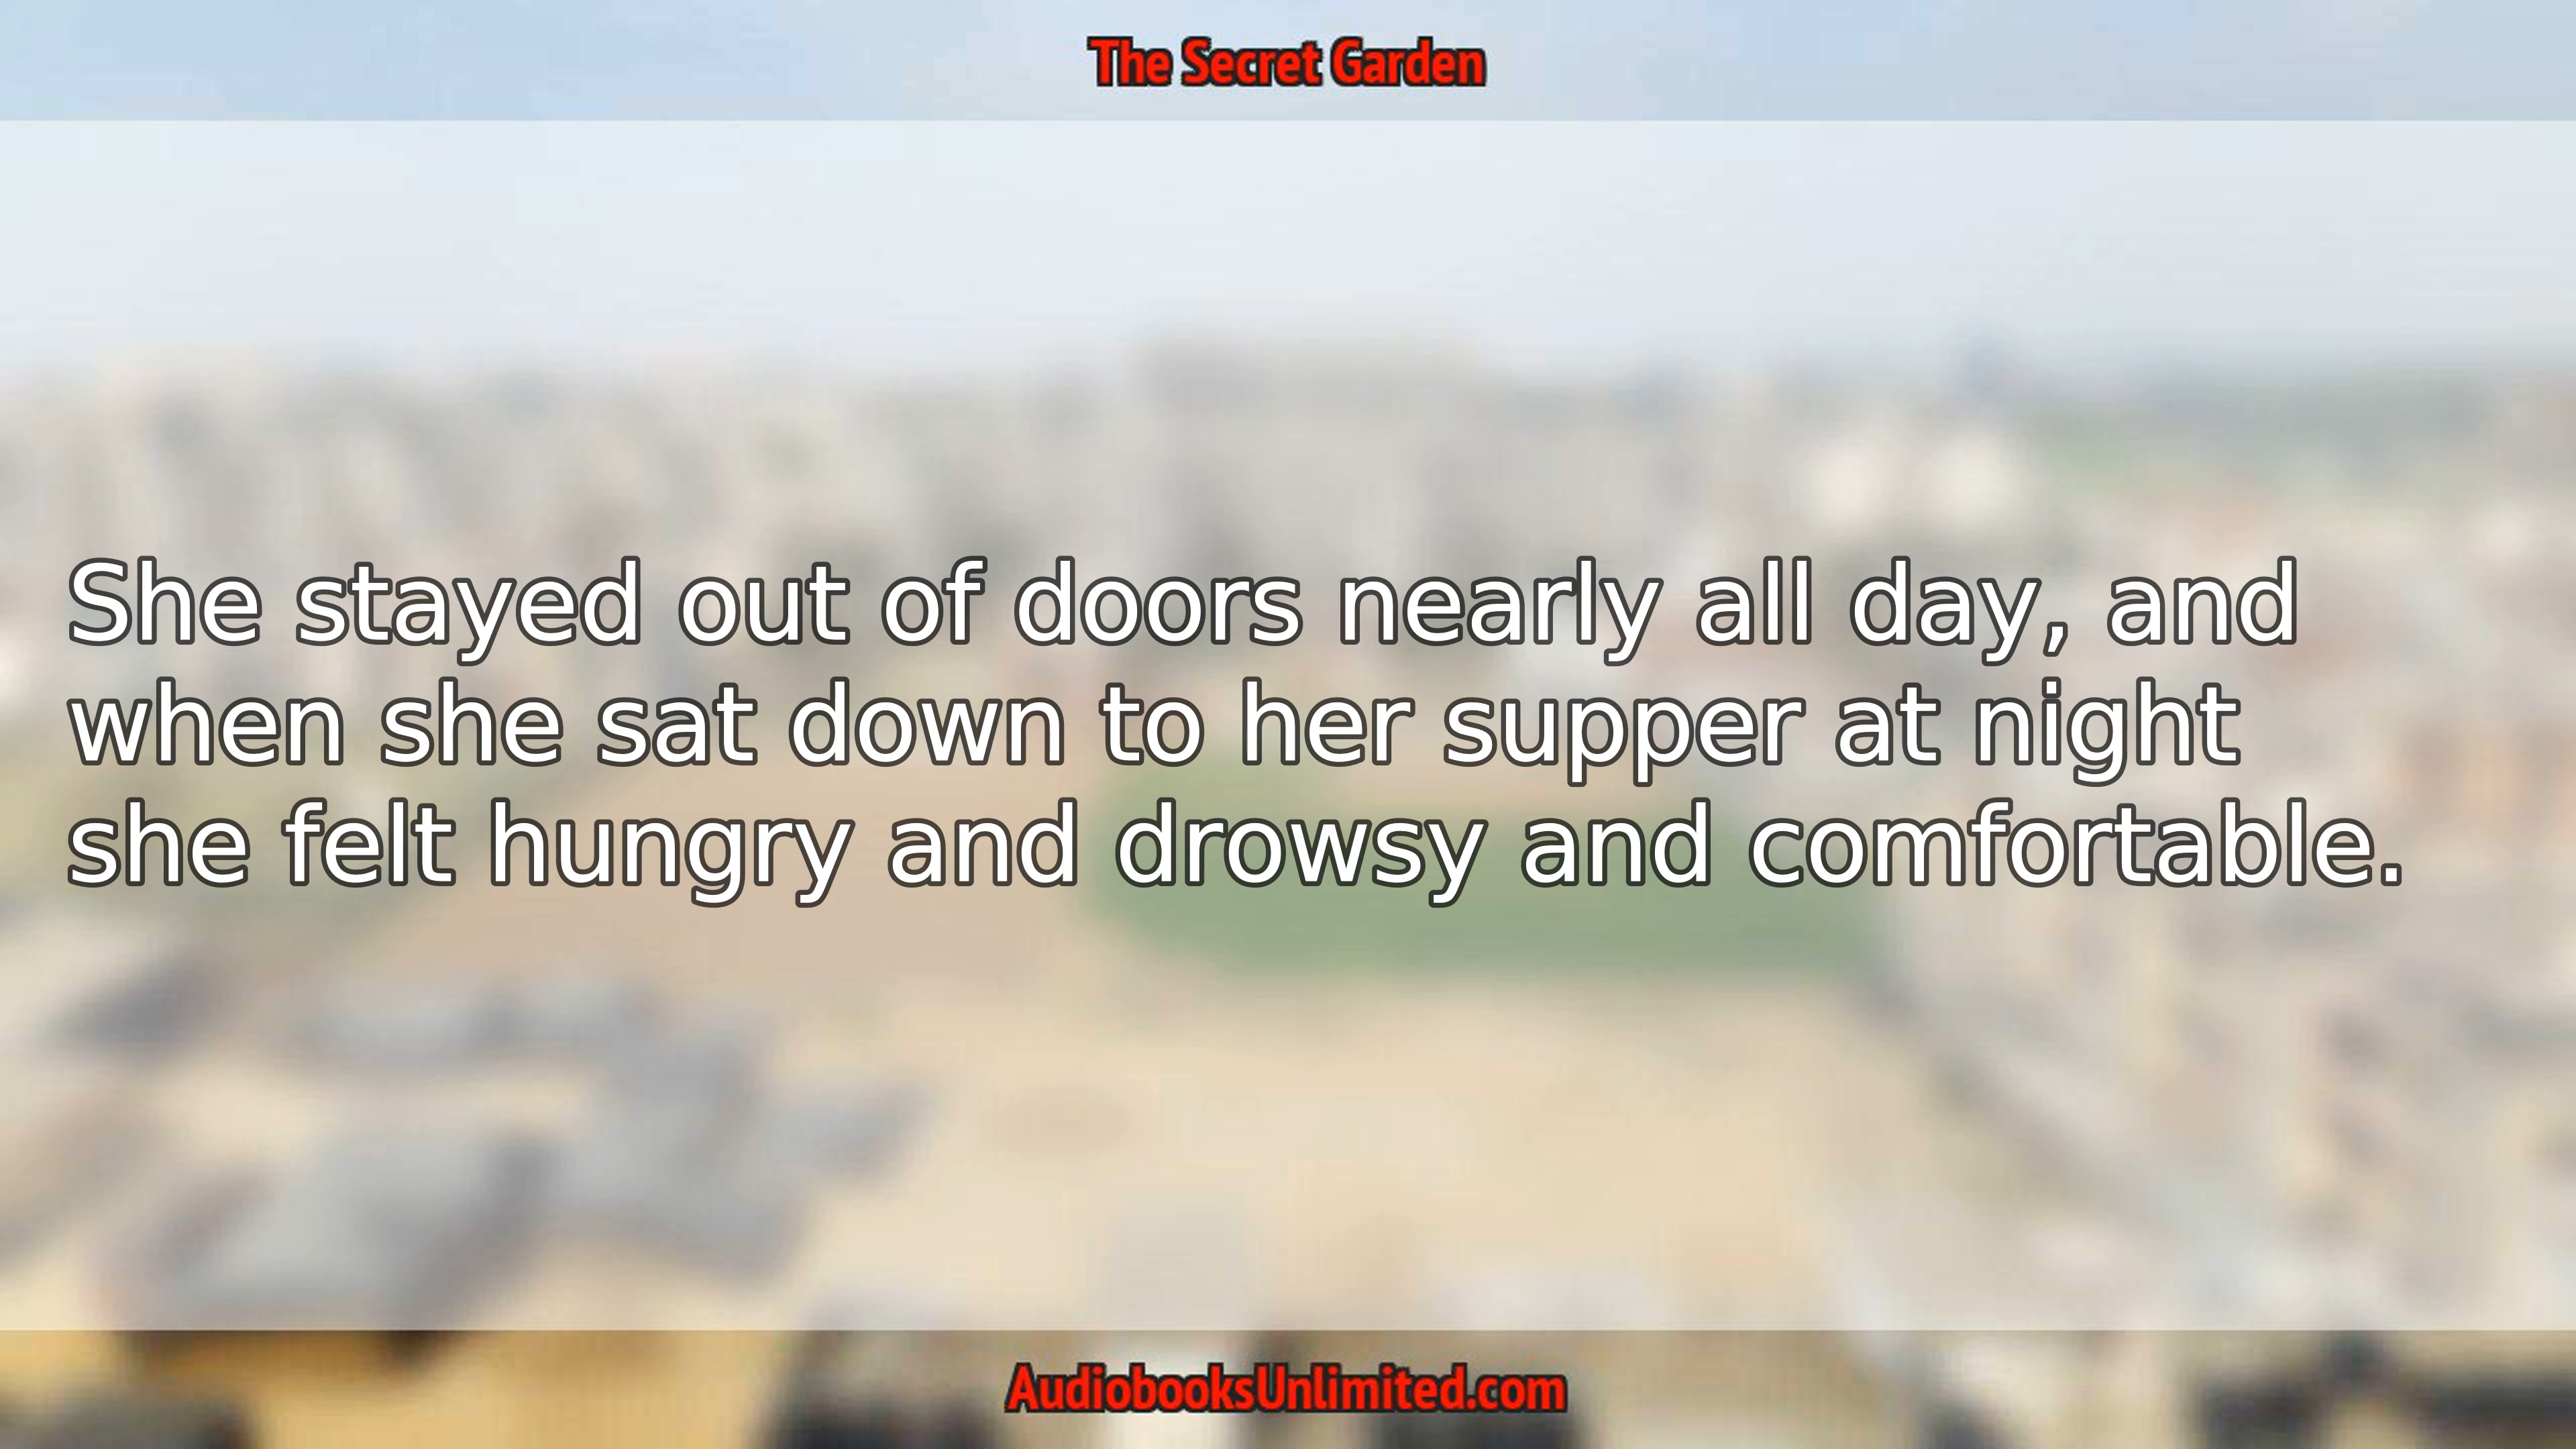 The Secret Garden
She stayed out of doors nearly all day, and
when she sat down to her supper at night
she felt hungry and drowsy and comfortable.
AudiobooksUnlimited.com